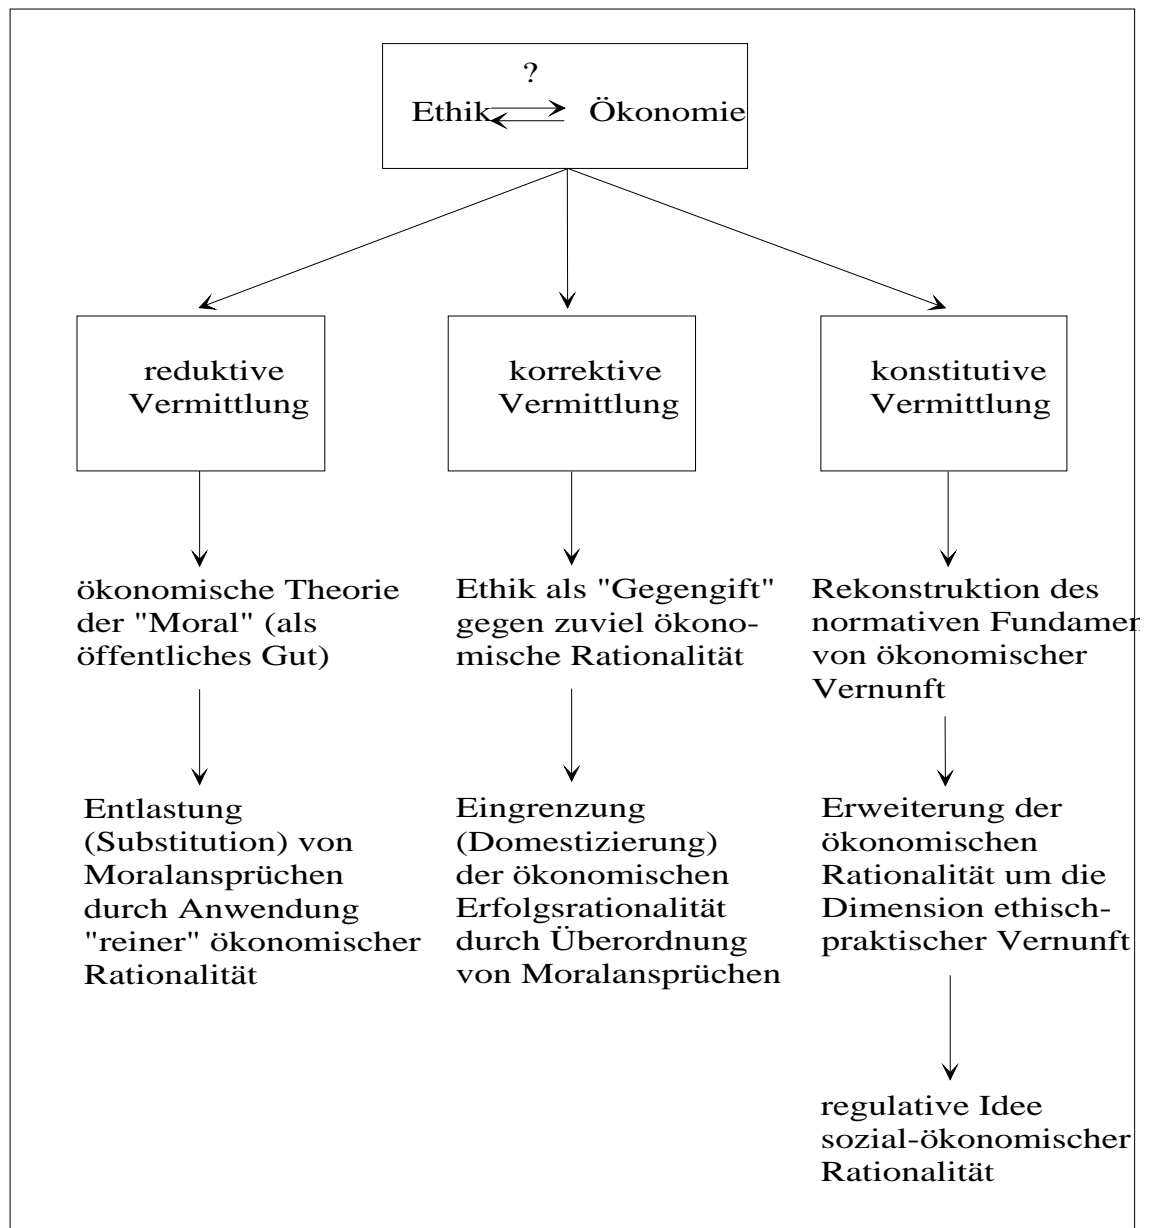 ?
Ethik Ökonomie
reduktive
Vermittlung
korrektive
Vermittlung
konstitutive
Vermittlung
ökonomische Theorie
der "Moral" (als
öffentliches Gut)
Ethik als "Gegengift"
gegen zuviel ökono-
mische Rationalität
Rekonstruktion des
normativen Fundamen
von ökonomischer
Vernunft
Entlastung
(Substitution) von
Moralansprüchen
durch Anwendung
"reiner" ökonomischer
Rationalität
Eingrenzung
(Domestizierung)
der ökonomischen
Erfolgsrationalität
durch Überordnung
von Moralansprüchen
Erweiterung der
ökonomischen
Rationalität um die
Dimension ethisch-
praktischer Vernunft
regulative Idee
sozial-ökonomischer
Rationalität